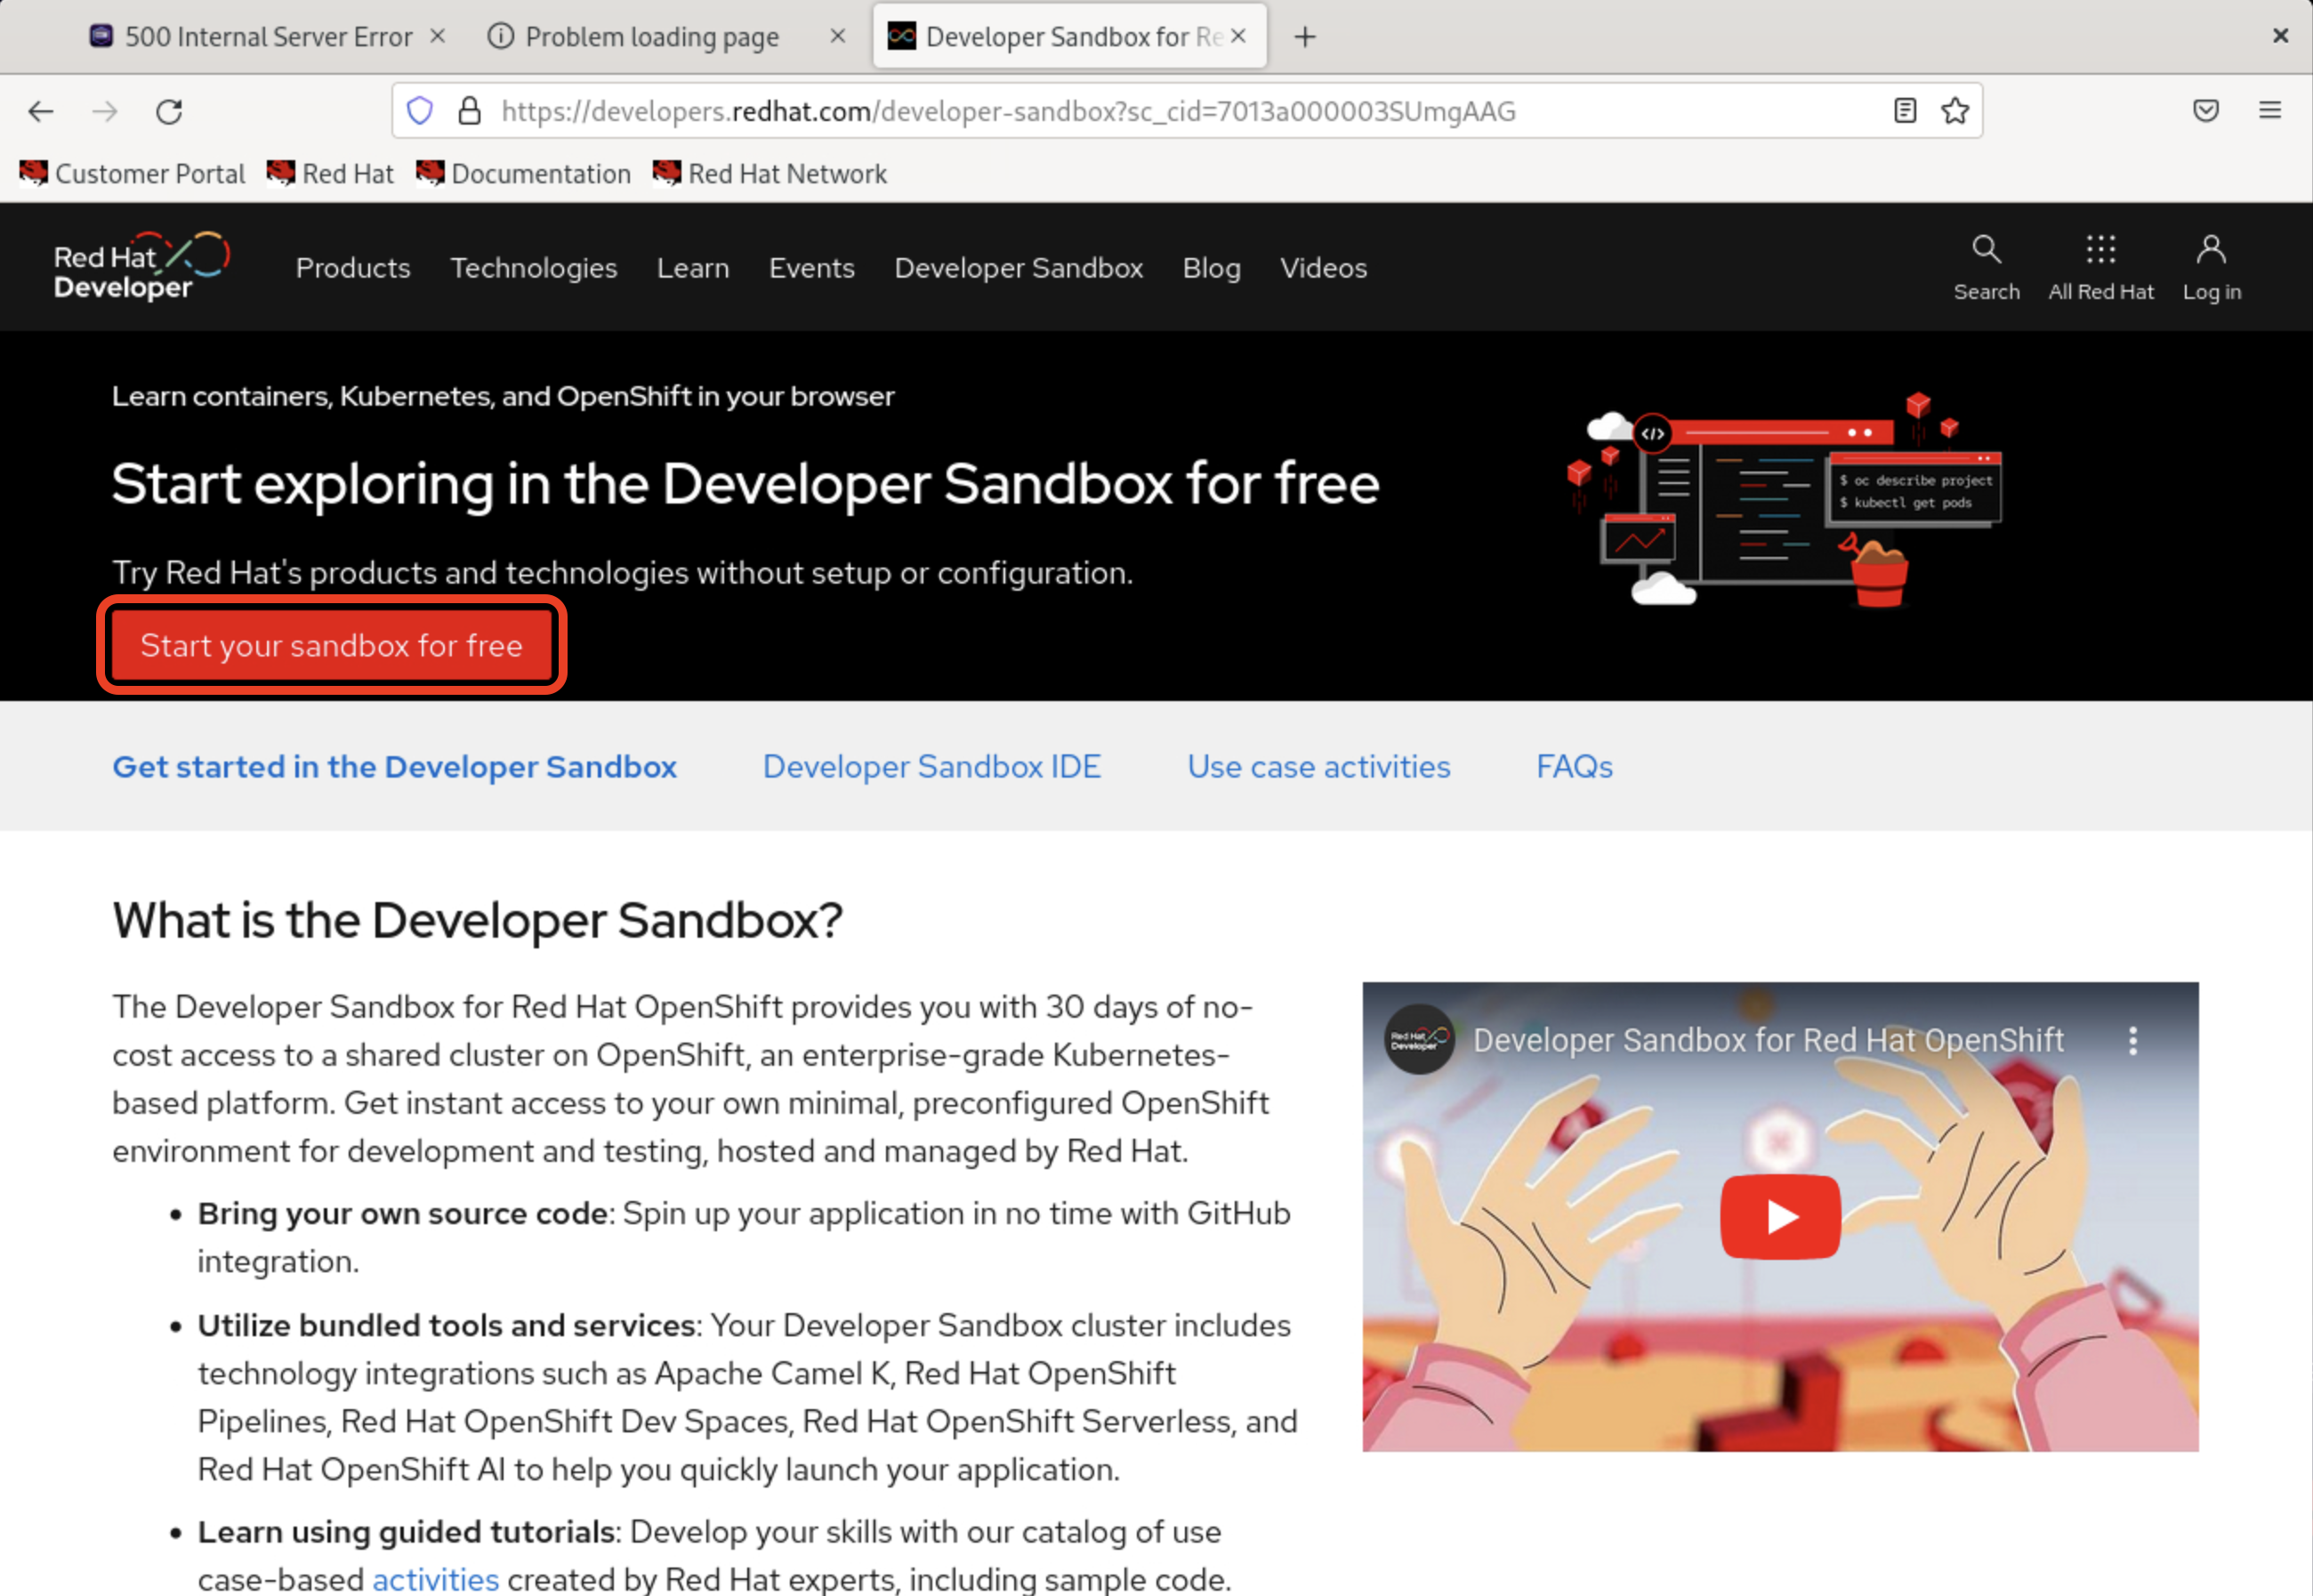 500 Internal Server Error
Problem loading page
Developer Sandbox for Re
https://developers.redhat.com/developer-sandbox?sc_cid=7013a000003SUmgAAG
Customer Portal
Red Hat
Documentation
Red Hat Network
Red Hat
Developer
Products
Technologies
Learn
Events
Developer Sandbox
Blog
Videos
Search
All Red Hat
Log in
Learn containers, Kubernetes, and OpenShift in your browser
Start exploring in the Developer Sandbox for free
Try Red Hat's products and technologies without setup or configuration.
Start your sandbox for free
</>
$ oc describe project
$ kubectl get pods
Get started in the Developer Sandbox
Developer Sandbox IDE
Use case activities
FAQs
What is the Developer Sandbox?
The Developer Sandbox for Red Hat OpenShift provides you with 30 days of no-
cost access to a shared cluster on OpenShift, an enterprise-grade Kubernetes-
based platform. Get instant access to your own minimal, preconfigured OpenShift
environment for development and testing, hosted and managed by Red Hat.
• Bring your own source code: Spin up your application in no time with GitHub
integration.
• Utilize bundled tools and services: Your Developer Sandbox cluster includes
technology integrations such as Apache Camel K, Red Hat OpenShift
Pipelines, Red Hat OpenShift Dev Spaces, Red Hat OpenShift Serverless, and
Red Hat OpenShift AI to help you quickly launch your application.
• Learn using guided tutorials: Develop your skills with our catalog of use
case-based activities created by Red Hat experts, including sample code.
Red Hat
Developer
Developer Sandbox for Red Hat OpenShift